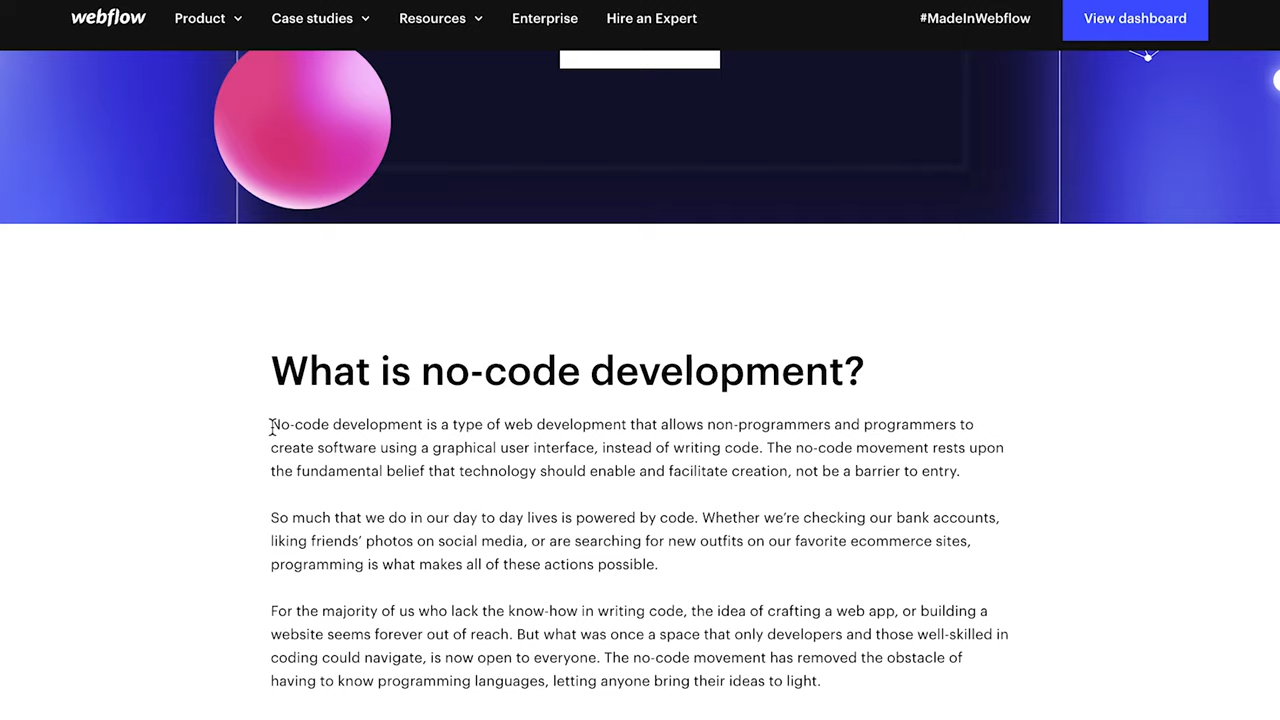 webflow Product Case studies Resources Enterprise Hire an Expert #MadeInWebflow View dashboard
What is no-code development?
No-code development is a type of web development that allows non-programmers and programmers to
create software using a graphical user interface, instead of writing code. The no-code movement rests upon
the fundamental belief that technology should enable and facilitate creation, not be a barrier to entry.
So much that we do in our day to day lives is powered by code. Whether we’re checking our bank accounts,
liking friends’ photos on social media, or are searching for new outfits on our favorite ecommerce sites,
programming is what makes all of these actions possible.
For the majority of us who lack the know-how in writing code, the idea of crafting a web app, or building a
website seems forever out of reach. But what was once a space that only developers and those well-skilled in
coding could navigate, is now open to everyone. The no-code movement has removed the obstacle of
having to know programming languages, letting anyone bring their ideas to light.